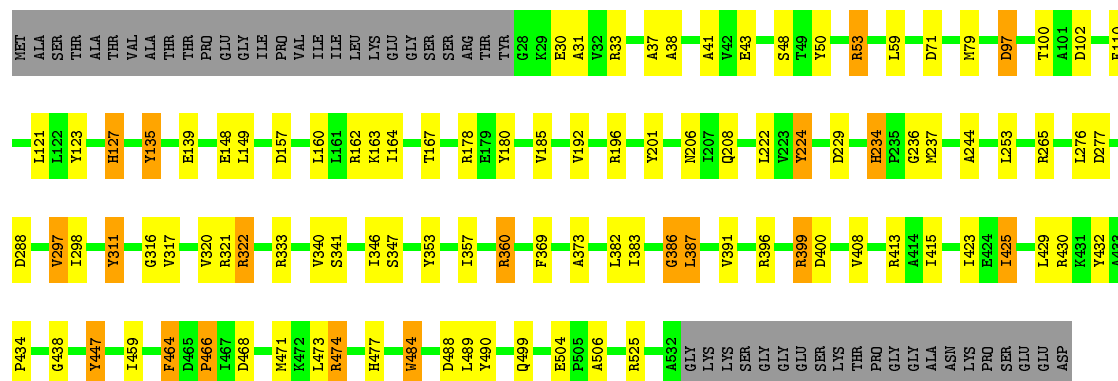 MET ALA SER THR ALA THR VAL ALA THR THR PRO GLU GLY ILE PRO VAL ILE ILE LEU LYS GLU GLY SER SER ARG THR TYR G28 K29 E30 A31 V32 R33 A37 A38 A41 V42 E43 S48 T49 Y50 R53 L59 D71 M79 D97 T100 A101 D102
L121 L122 Y123 H127 Y135 E139 E148 L149 D157 L160 L161 R162 K163 I164 T167 R178 E179 Y180 V185 V192 R196 Y201 N206 I207 Q208 L222 V223 Y224 D229 H234 P235 G236 M237 A244 L253 R265 L276 D277
D288 V297 I298 Y311 G316 V317 V320 R321 R322 R333 V340 S341 I346 S347 Y353 I357 R360 F369 A373 L382 I383 G386 L387 V391 R396 R399 D400 V408 R413 A414 I415 I423 E424 I425 L429 R430 K431 Y432 A433
P434 G438 Y447 I459 F464 D465 P466 I467 D468 M471 K472 L473 R474 H477 W484 D488 L489 Y490 Q499 E504 P505 A506 R525 A532 GLY LYS LYS SER GLY GLY GLY GLU SER LYS THR PRO GLY GLY ALA ASN LYS PRO SER GLU GLU ASP